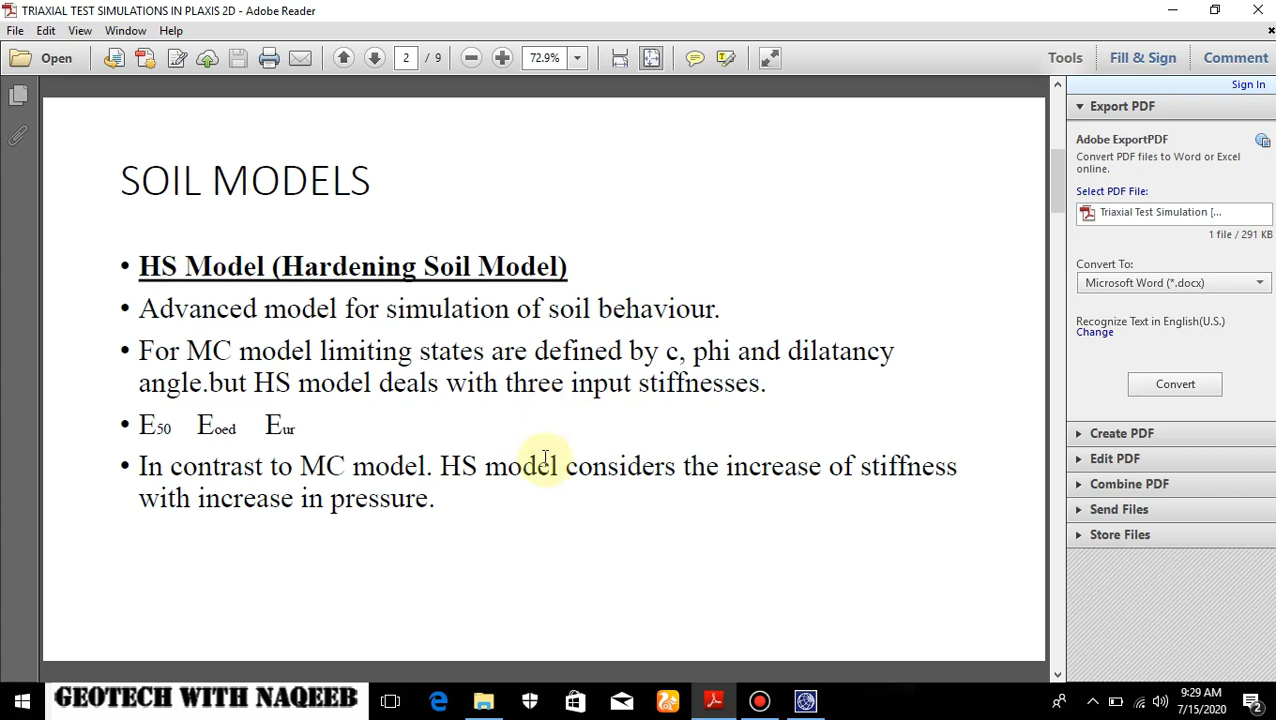 TRIAXIAL TEST SIMULATIONS IN PLAXIS 2D - Adobe Reader
File Edit View Window Help
Open 2 / 9 72.9% Tools Fill & Sign Comment
Sign In
Export PDF
Adobe ExportPDF
Convert PDF files to Word or Excel
online.
Select PDF File:
Triaxial Test Simulation [...
1 file / 291 KB
Convert To:
Microsoft Word (*.docx)
Recognize Text in English(U.S.)
Change
Convert
Create PDF
Edit PDF
Combine PDF
Send Files
Store Files
SOIL MODELS
• HS Model (Hardening Soil Model)
• Advanced model for simulation of soil behaviour.
• For MC model limiting states are defined by c, phi and dilatancy
angle.but HS model deals with three input stiffnesses.
• E50 Eoed Eur
• In contrast to MC model. HS model considers the increase of stiffness
with increase in pressure.
GEOTECH WITH NAQEEB
9:29 AM
7/15/2020
2